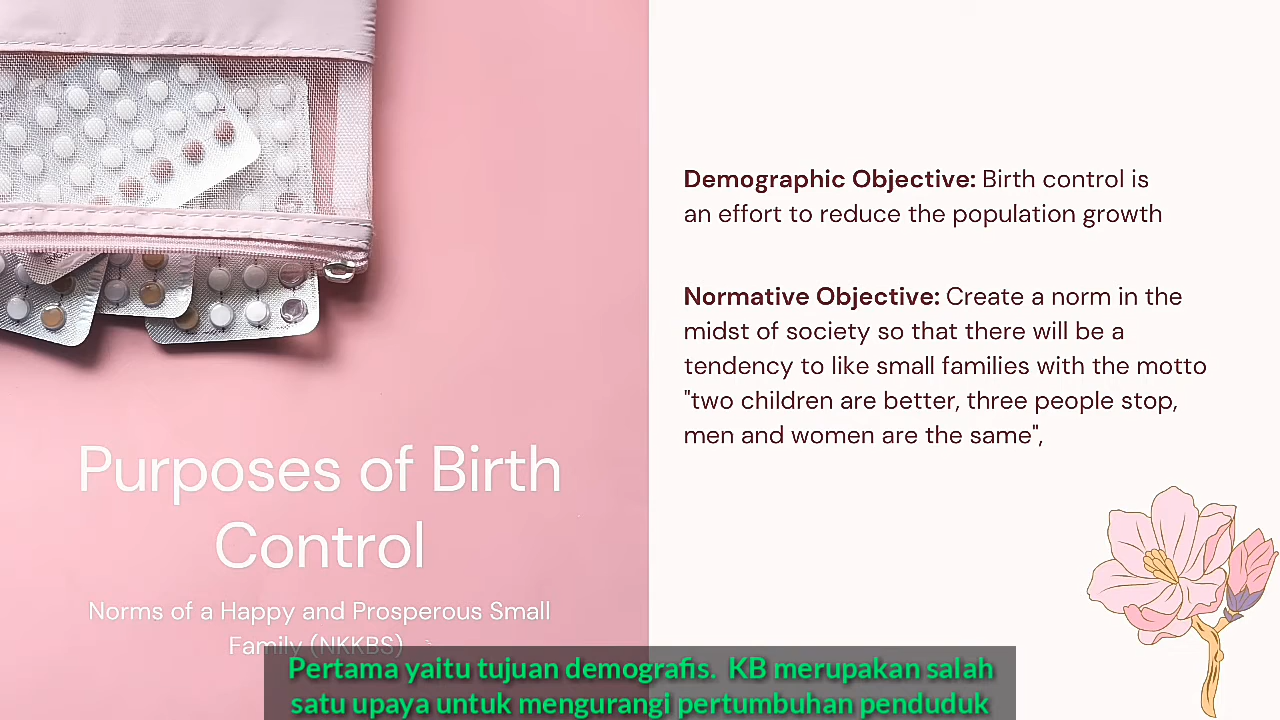 Purposes of Birth
Control
Norms of a Happy and Prosperous Small
Family (NKKBS)
Demographic Objective: Birth control is
an effort to reduce the population growth
Normative Objective: Create a norm in the
midst of society so that there will be a
tendency to like small families with the motto
"two children are better, three people stop,
men and women are the same",
Pertama yaitu tujuan demografis. KB merupakan salah
satu upaya untuk mengurangi pertumbuhan penduduk